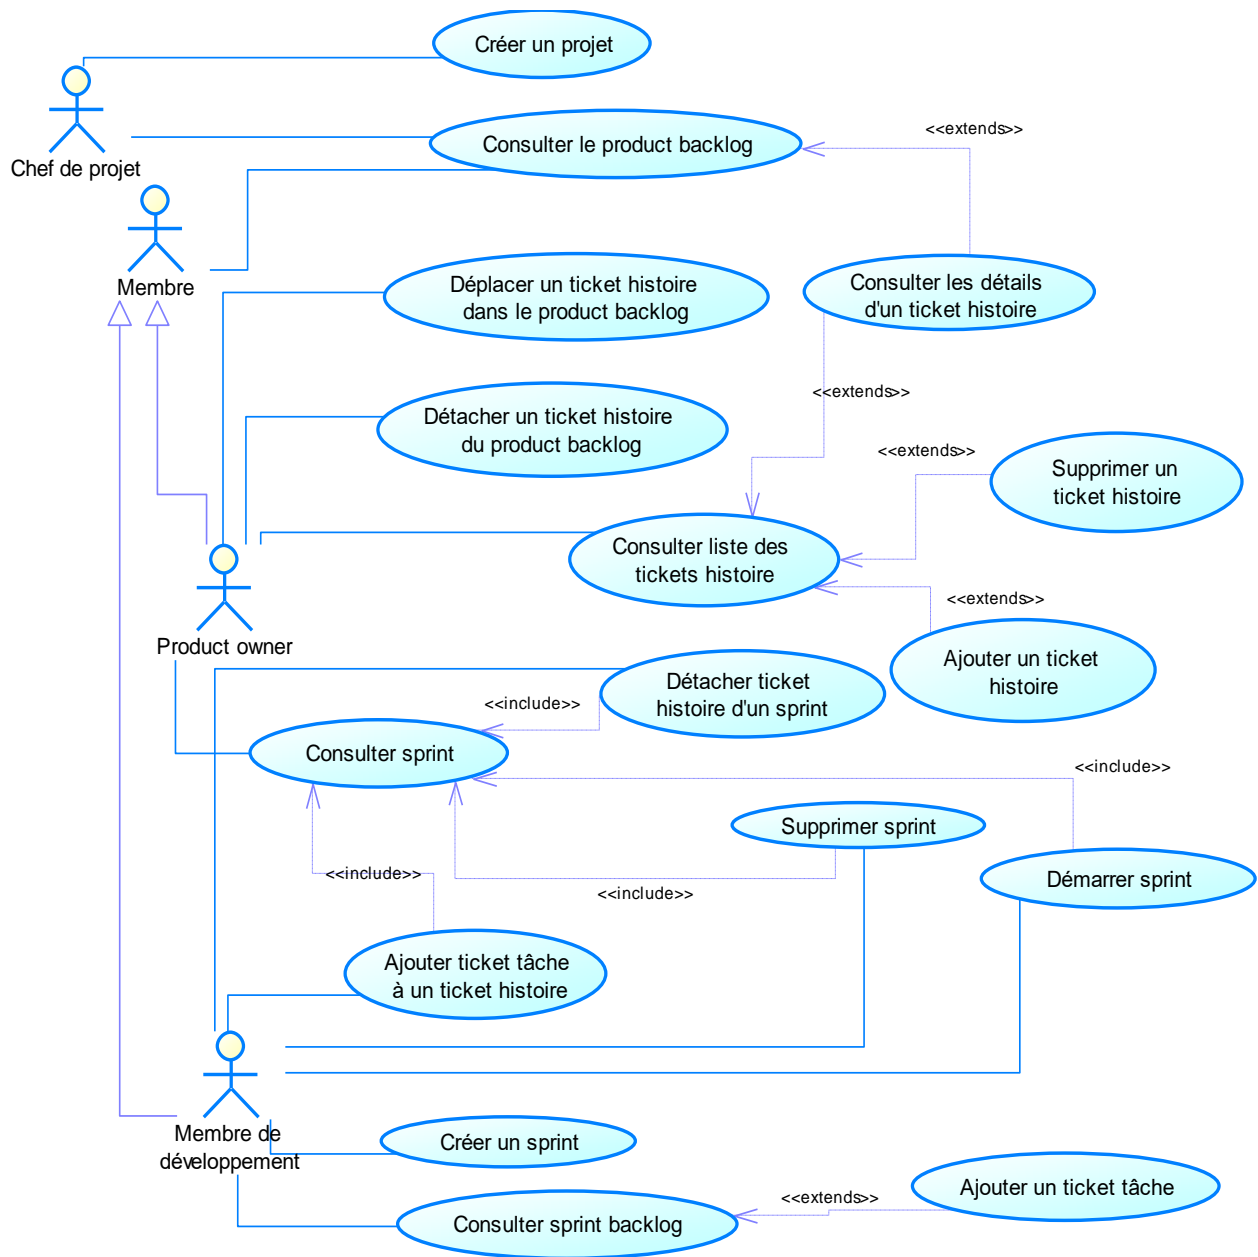 Créer un projet
<<extends>>
Consulter le product backlog
Chef de projet
Membre
Déplacer un ticket histoire
dans le product backlog
Consulter les détails
d'un ticket histoire
<<extends>>
Détacher un ticket histoire
du product backlog
<<extends>>
Supprimer un
ticket histoire
Consulter liste des
tickets histoire
<<extends>>
Product owner
Ajouter un ticket
histoire
Détacher ticket
histoire d'un sprint
<<include>>
Consulter sprint
<<include>>
Supprimer sprint
<<include>>
<<include>>
Démarrer sprint
Ajouter ticket tâche
à un ticket histoire
Membre de
développement
Créer un sprint
Ajouter un ticket tâche
<<extends>>
Consulter sprint backlog